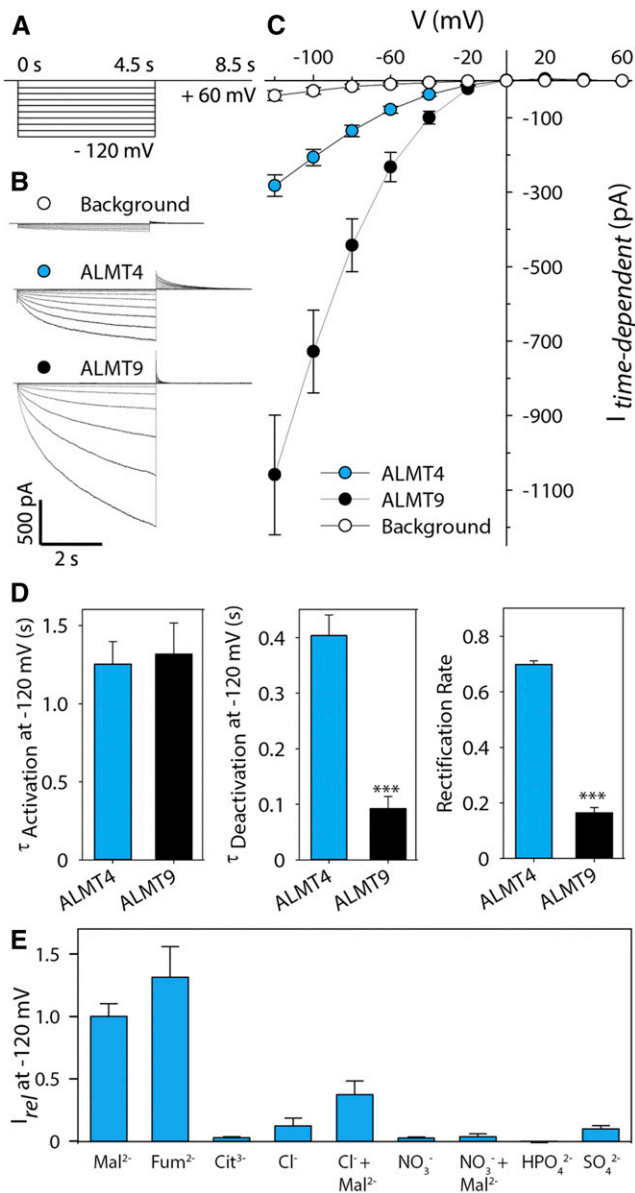 A
0 s 4.5 s 8.5 s
+ 60 mV
- 120 mV
B
Background
ALMT4
ALMT9
500 pA
2 s
C
V (mV)
-100 -60 -20 20 40 60
-100
-300
-500
-700
-900
-1100
I time-dependent (pA)
ALMT4
ALMT9
Background
D
τ Activation at -120 mV (s)
1.5
1.0
0.5
0
ALMT4
ALMT9
τ Deactivation at -120 mV (s)
0.4
0.2
0.1
0
***
ALMT4
ALMT9
Rectification Rate
0.8
0.6
0.4
0.2
0
***
ALMT4
ALMT9
E
Irel at -120 mV
1.5
1.0
0.5
0
Mal²⁻ Fum²⁻ Cit³⁻ Cl⁻ Cl⁻ + Mal²⁻ NO₃⁻ NO₃⁻ + Mal²⁻ HPO₄²⁻ SO₄²⁻